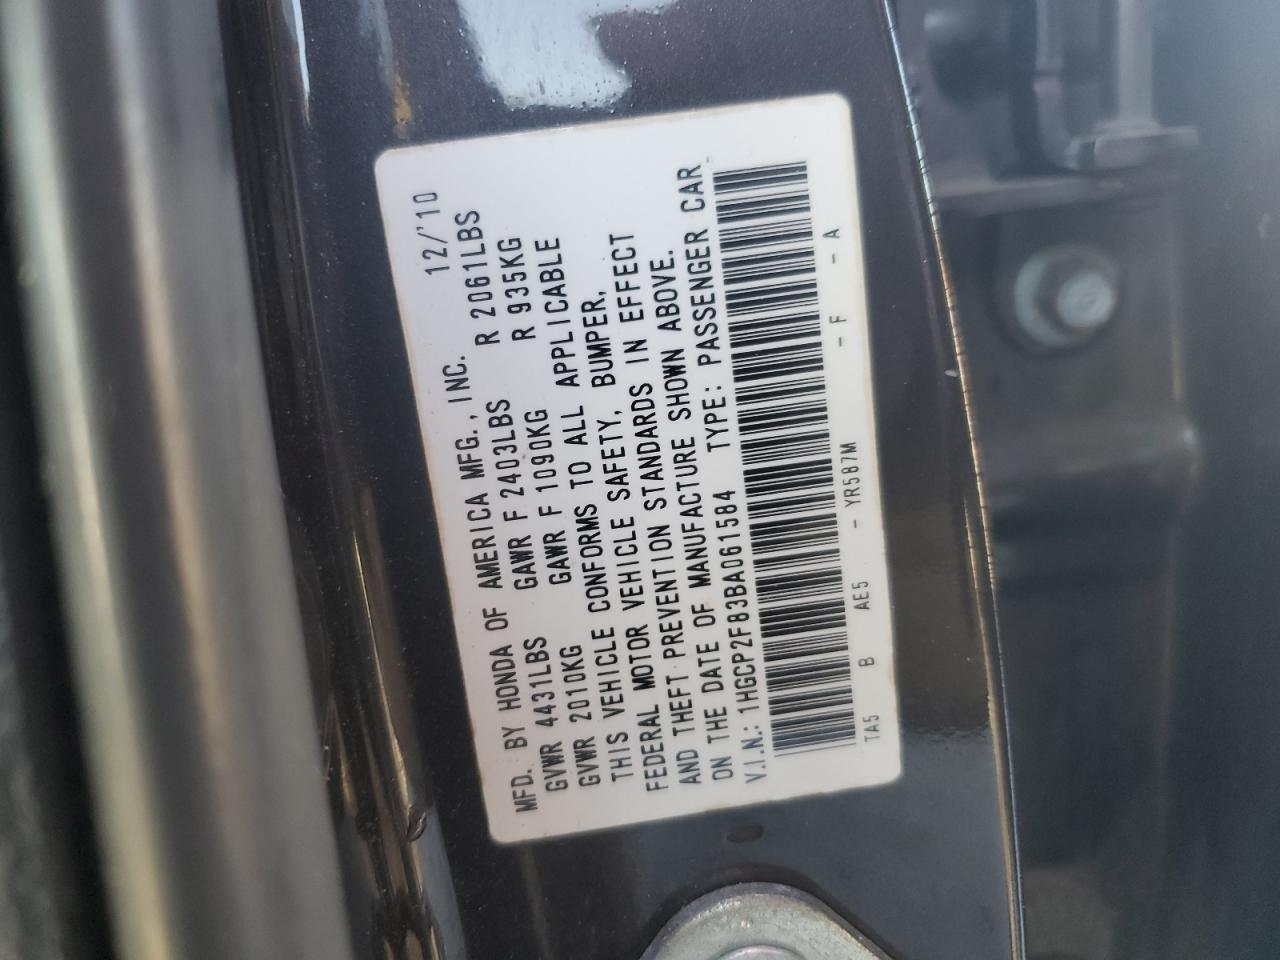 MFD. BY HONDA OF AMERICA MFG., INC. 12/'10
GVWR 4431LBS GAWR F 2403LBS R 2061LBS
GVWR 2010KG GAWR F 1090KG R 935KG
THIS VEHICLE CONFORMS TO ALL APPLICABLE
FEDERAL MOTOR VEHICLE SAFETY, BUMPER,
AND THEFT PREVENTION STANDARDS IN EFFECT
ON THE DATE OF MANUFACTURE SHOWN ABOVE.
V.I.N.: 1HGCP2F83BA061584 TYPE: PASSENGER CAR
TA5 B AE5 - YR587M - F - A